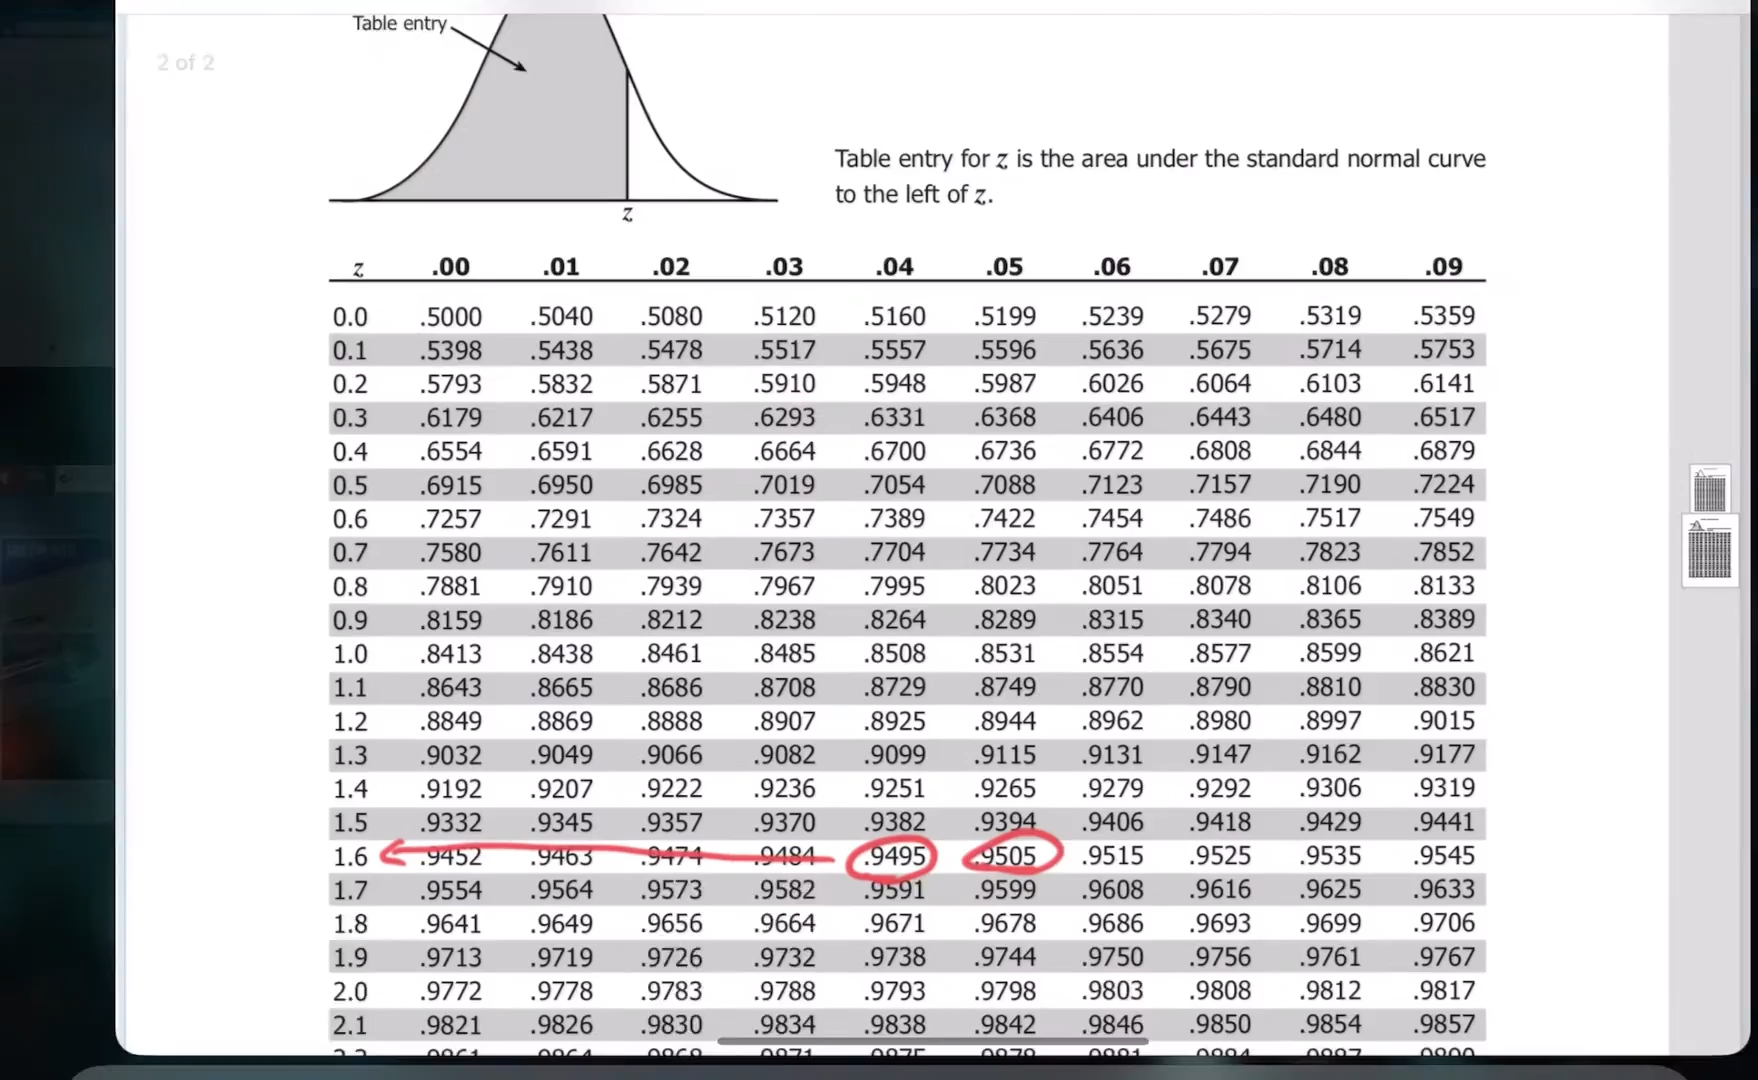 Table entry
2 of 2
Table entry for z is the area under the standard normal curve
to the left of z.
z
z .00 .01 .02 .03 .04 .05 .06 .07 .08 .09
0.0 .5000 .5040 .5080 .5120 .5160 .5199 .5239 .5279 .5319 .5359
0.1 .5398 .5438 .5478 .5517 .5557 .5596 .5636 .5675 .5714 .5753
0.2 .5793 .5832 .5871 .5910 .5948 .5987 .6026 .6064 .6103 .6141
0.3 .6179 .6217 .6255 .6293 .6331 .6368 .6406 .6443 .6480 .6517
0.4 .6554 .6591 .6628 .6664 .6700 .6736 .6772 .6808 .6844 .6879
0.5 .6915 .6950 .6985 .7019 .7054 .7088 .7123 .7157 .7190 .7224
0.6 .7257 .7291 .7324 .7357 .7389 .7422 .7454 .7486 .7517 .7549
0.7 .7580 .7611 .7642 .7673 .7704 .7734 .7764 .7794 .7823 .7852
0.8 .7881 .7910 .7939 .7967 .7995 .8023 .8051 .8078 .8106 .8133
0.9 .8159 .8186 .8212 .8238 .8264 .8289 .8315 .8340 .8365 .8389
1.0 .8413 .8438 .8461 .8485 .8508 .8531 .8554 .8577 .8599 .8621
1.1 .8643 .8665 .8686 .8708 .8729 .8749 .8770 .8790 .8810 .8830
1.2 .8849 .8869 .8888 .8907 .8925 .8944 .8962 .8980 .8997 .9015
1.3 .9032 .9049 .9066 .9082 .9099 .9115 .9131 .9147 .9162 .9177
1.4 .9192 .9207 .9222 .9236 .9251 .9265 .9279 .9292 .9306 .9319
1.5 .9332 .9345 .9357 .9370 .9382 .9394 .9406 .9418 .9429 .9441
1.6 .9452 .9463 .9474 .9484 .9495 .9505 .9515 .9525 .9535 .9545
1.7 .9554 .9564 .9573 .9582 .9591 .9599 .9608 .9616 .9625 .9633
1.8 .9641 .9649 .9656 .9664 .9671 .9678 .9686 .9693 .9699 .9706
1.9 .9713 .9719 .9726 .9732 .9738 .9744 .9750 .9756 .9761 .9767
2.0 .9772 .9778 .9783 .9788 .9793 .9798 .9803 .9808 .9812 .9817
2.1 .9821 .9826 .9830 .9834 .9838 .9842 .9846 .9850 .9854 .9857